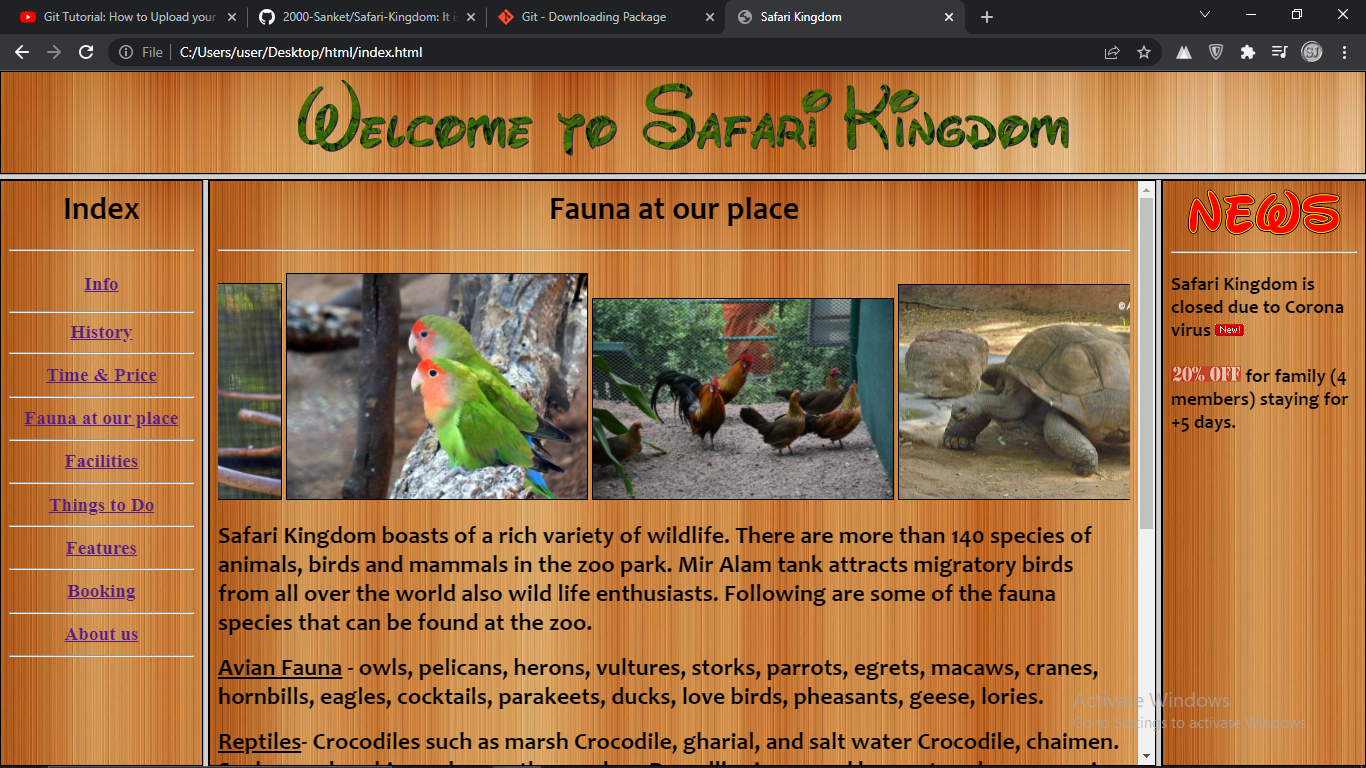 Git Tutorial: How to Upload your
2000-Sanket/Safari-Kingdom: It is
Git - Downloading Package
Safari Kingdom
File
C:/Users/user/Desktop/html/index.html
Welcome to Safari Kingdom
Index
Info
History
Time & Price
Fauna at our place
Facilities
Things to Do
Features
Booking
About us
Fauna at our place
Safari Kingdom boasts of a rich variety of wildlife. There are more than 140 species of
animals, birds and mammals in the zoo park. Mir Alam tank attracts migratory birds
from all over the world also wild life enthusiasts. Following are some of the fauna
species that can be found at the zoo.
Avian Fauna - owls, pelicans, herons, vultures, storks, parrots, egrets, macaws, cranes,
hornbills, eagles, cocktails, parakeets, ducks, love birds, pheasants, geese, lories.
Reptiles- Crocodiles such as marsh Crocodile, gharial, and salt water Crocodile, chaimen.
NEWS
Safari Kingdom is
closed due to Corona
virus New!
20% OFF for family (4
members) staying for
+5 days.
Activate Windows
Go to Settings to activate Windows.